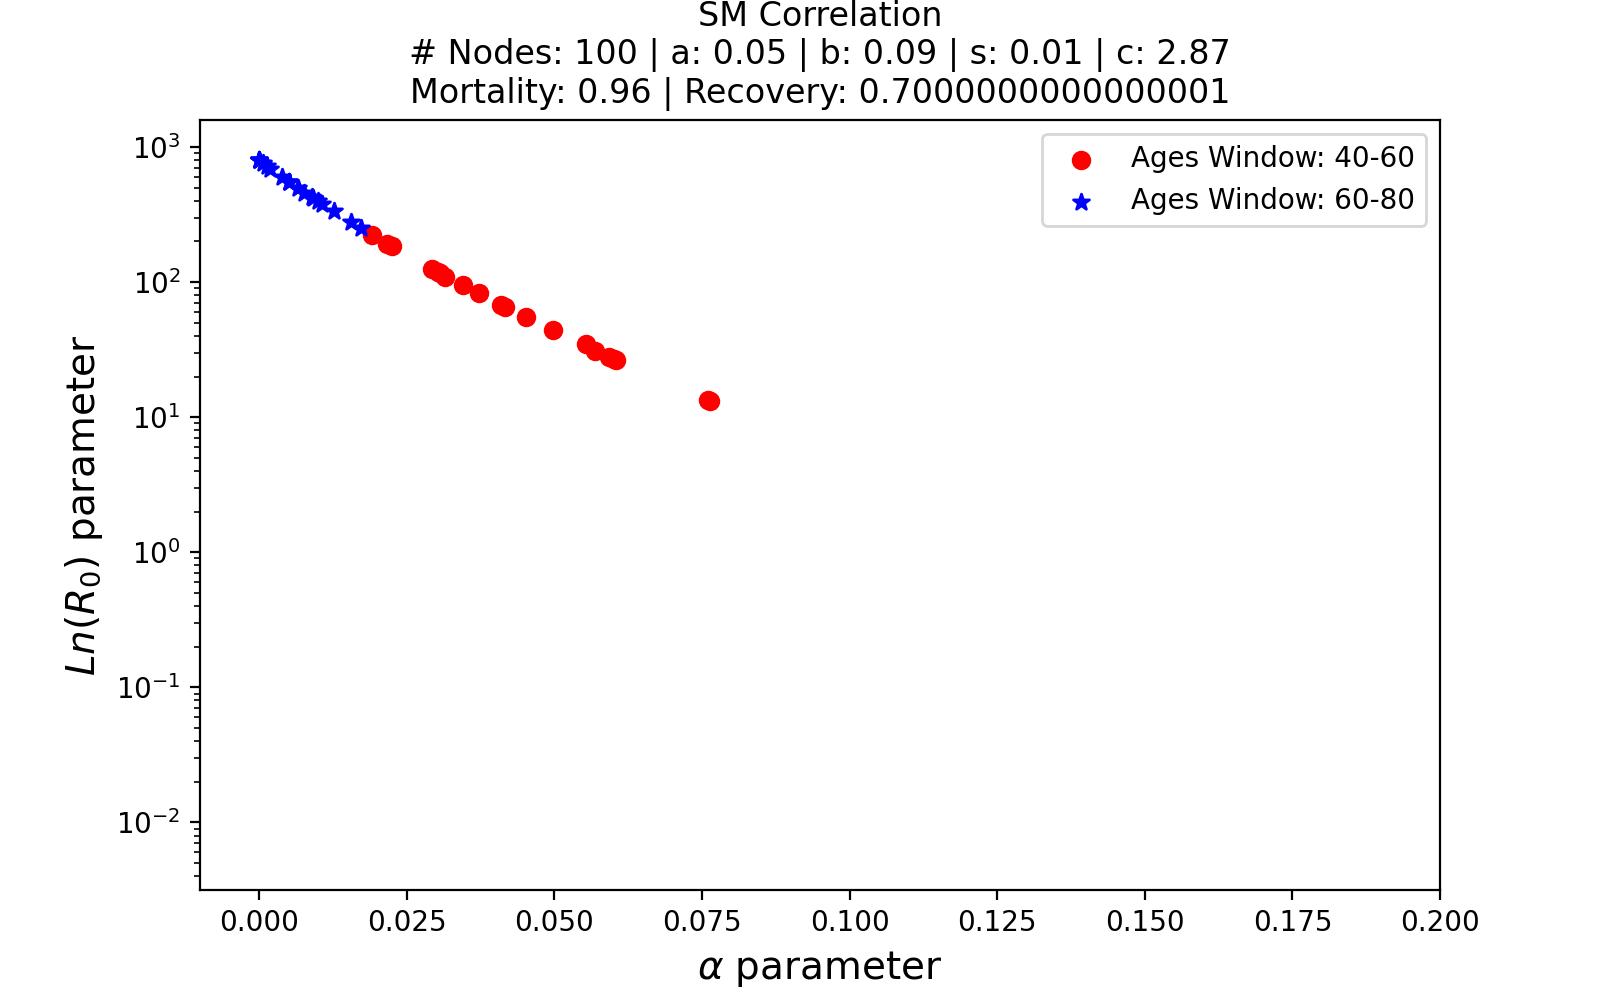 SM Correlation
# Nodes: 100 | a: 0.05 | b: 0.09 | s: 0.01 | c: 2.87
Mortality: 0.96 | Recovery: 0.7000000000000001
Ages Window: 40-60
Ages Window: 60-80
Ln(R₀) parameter
10³
10²
10¹
10⁰
10⁻¹
10⁻²
0.000 0.025 0.050 0.075 0.100 0.125 0.150 0.175 0.200
α parameter